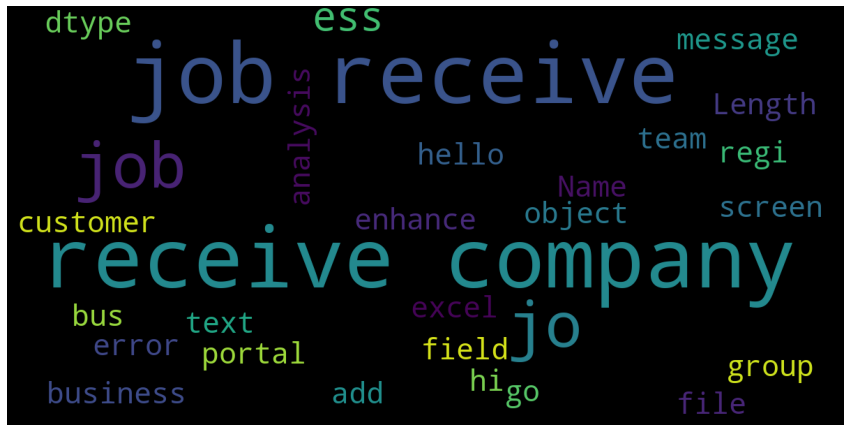 dtype
ess
message
job receive
Length
analysis
team
regi
hello
job
Name
screen
customer
enhance
object
receive company
excel
bus
text
jo
error
portal
field
group
hi
go
business
add
file